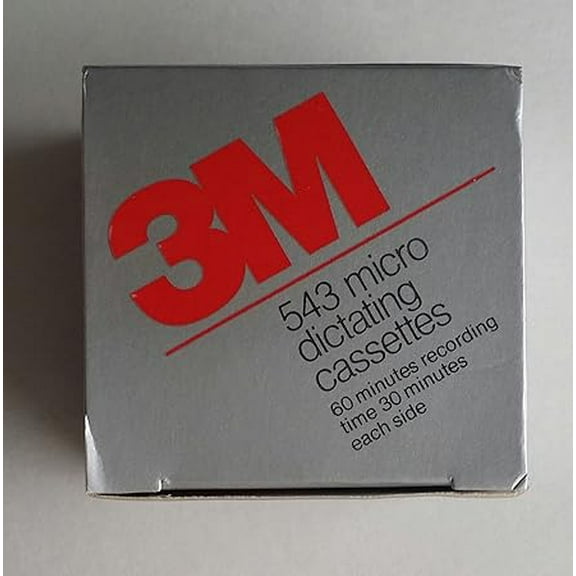 3M
543 micro
dictating
cassettes
60 minutes recording
time 30 minutes
each side